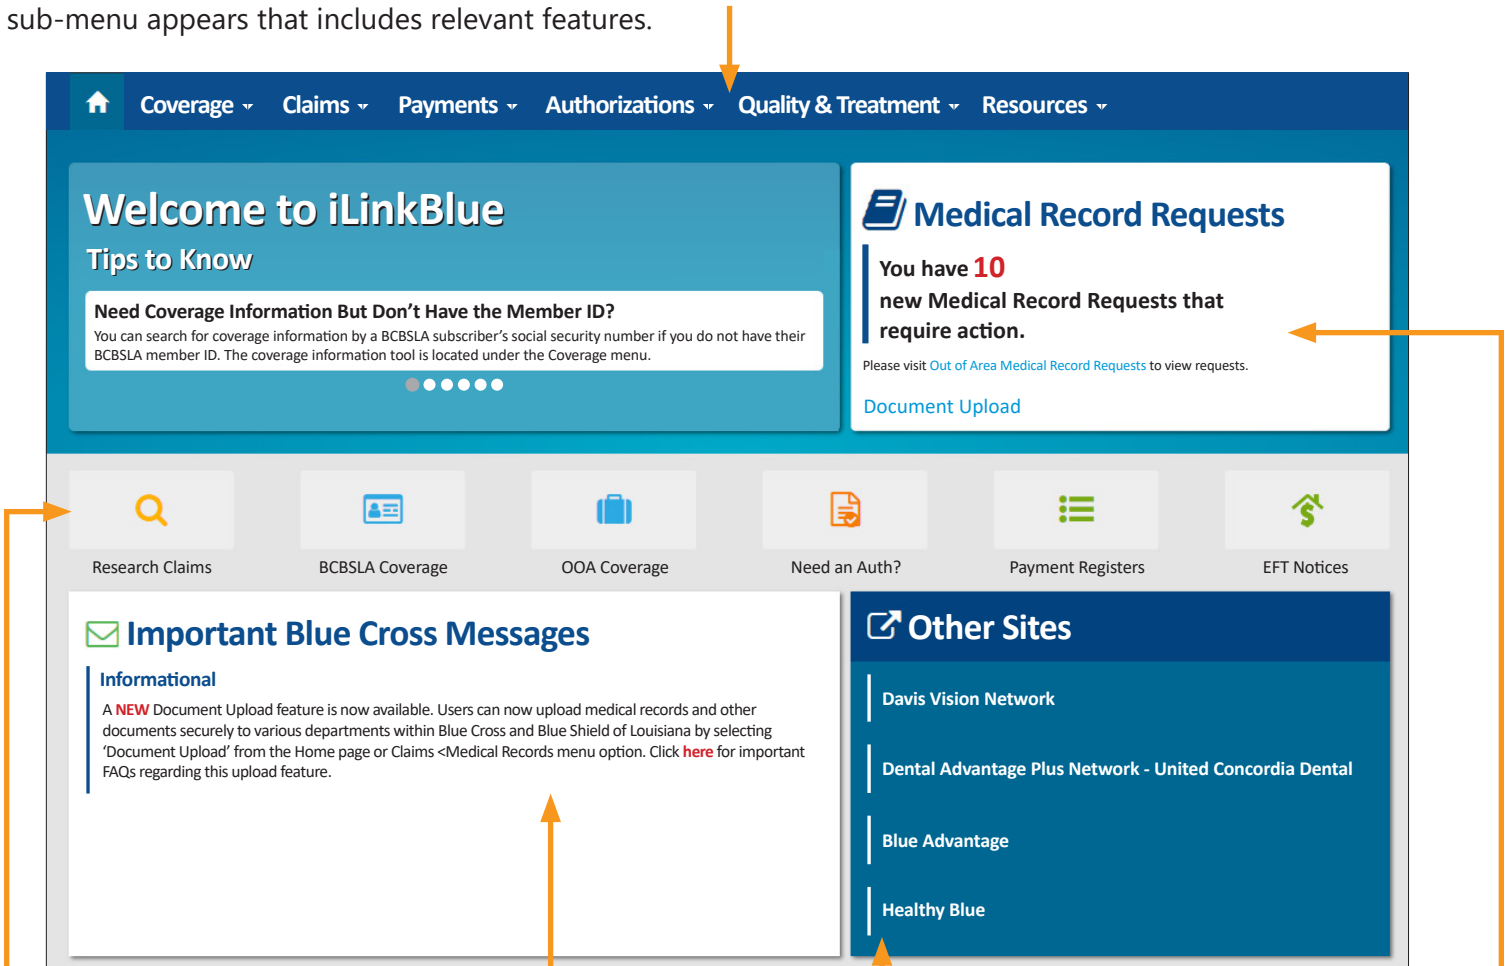 sub-menu appears that includes relevant features.
Coverage Claims Payments Authorizations Quality & Treatment Resources
Welcome to iLinkBlue
Tips to Know
Need Coverage Information But Don't Have the Member ID?
You can search for coverage information by a BCBSLA subscriber's social security number if you do not have their
BCBSLA member ID. The coverage information tool is located under the Coverage menu.
Medical Record Requests
You have 10
new Medical Record Requests that
require action.
Please visit Out of Area Medical Record Requests to view requests.
Document Upload
Research Claims
BCBSLA Coverage
OOA Coverage
Need an Auth?
Payment Registers
EFT Notices
Important Blue Cross Messages
Informational
A NEW Document Upload feature is now available. Users can now upload medical records and other
documents securely to various departments within Blue Cross and Blue Shield of Louisiana by selecting
‘Document Upload’ from the Home page or Claims <Medical Records menu option. Click here for important
FAQs regarding this upload feature.
Other Sites
Davis Vision Network
Dental Advantage Plus Network - United Concordia Dental
Blue Advantage
Healthy Blue